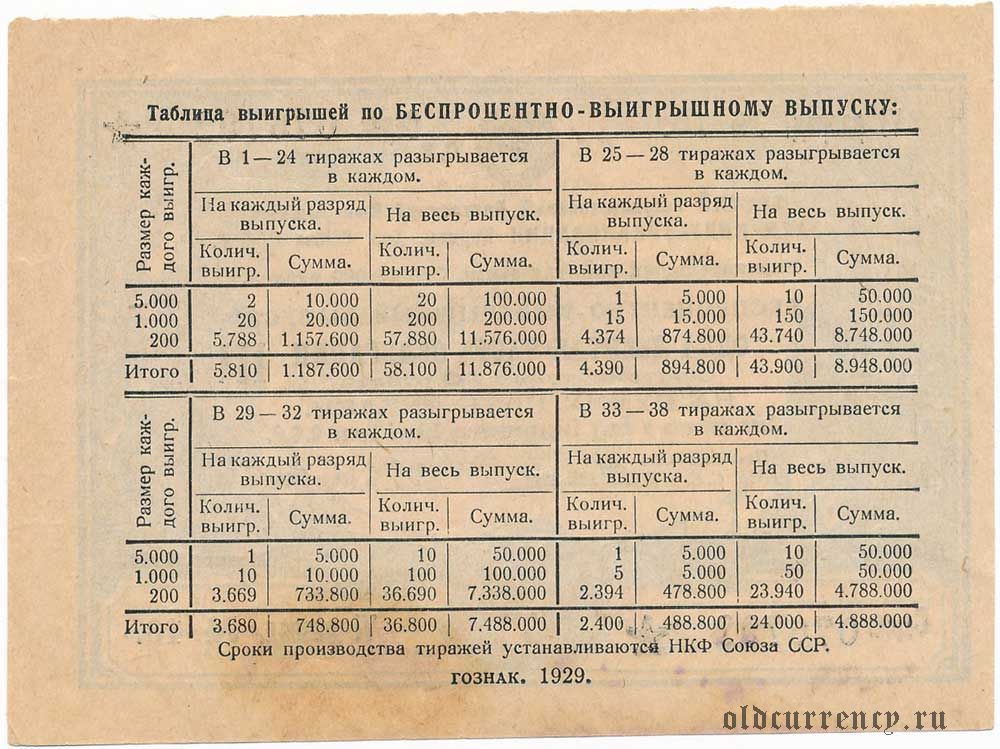 Таблица выигрышей по БЕСПРОЦЕНТНО-ВЫИГРЫШНОМУ ВЫПУСКУ:
Размер каж-
дого выигр.
В 1—24 тиражах разыгрывается
в каждом.
В 25—28 тиражах разыгрывается
в каждом.
На каждый разряд
выпуска.
На весь выпуск.
На каждый разряд
выпуска.
На весь выпуск.
Колич.
выигр.
Сумма.
Колич.
выигр.
Сумма.
Колич.
выигр.
Сумма.
Колич.
выигр.
Сумма.
5.000 2 10.000 20 100.000 1 5.000 10 50.000
1.000 20 20.000 200 200.000 15 15.000 150 150.000
200 5.788 1.157.600 57.880 11.576.000 4.374 874.800 43.740 8.748.000
Итого 5.810 1.187.600 58.100 11.876.000 4.390 894.800 43.900 8.948.000
Размер каж-
дого выигр.
В 29—32 тиражах разыгрывается
в каждом.
В 33—38 тиражах разыгрывается
в каждом.
На каждый разряд
выпуска.
На весь выпуск.
На каждый разряд
выпуска.
На весь выпуск.
Колич.
выигр.
Сумма.
Колич.
выигр.
Сумма.
Колич.
выигр.
Сумма.
Колич.
выигр.
Сумма.
5.000 1 5.000 10 50.000 1 5.000 10 50.000
1.000 10 10.000 100 100.000 5 5.000 50 50.000
200 3.669 733.800 36.690 7.338.000 2.394 478.800 23.940 4.788.000
Итого 3.680 748.800 36.800 7.488.000 2.400 488.800 24.000 4.888.000
Сроки производства тиражей устанавливаются НКФ Союза ССР.
ГОЗНАК. 1929.
oldcurrency.ru